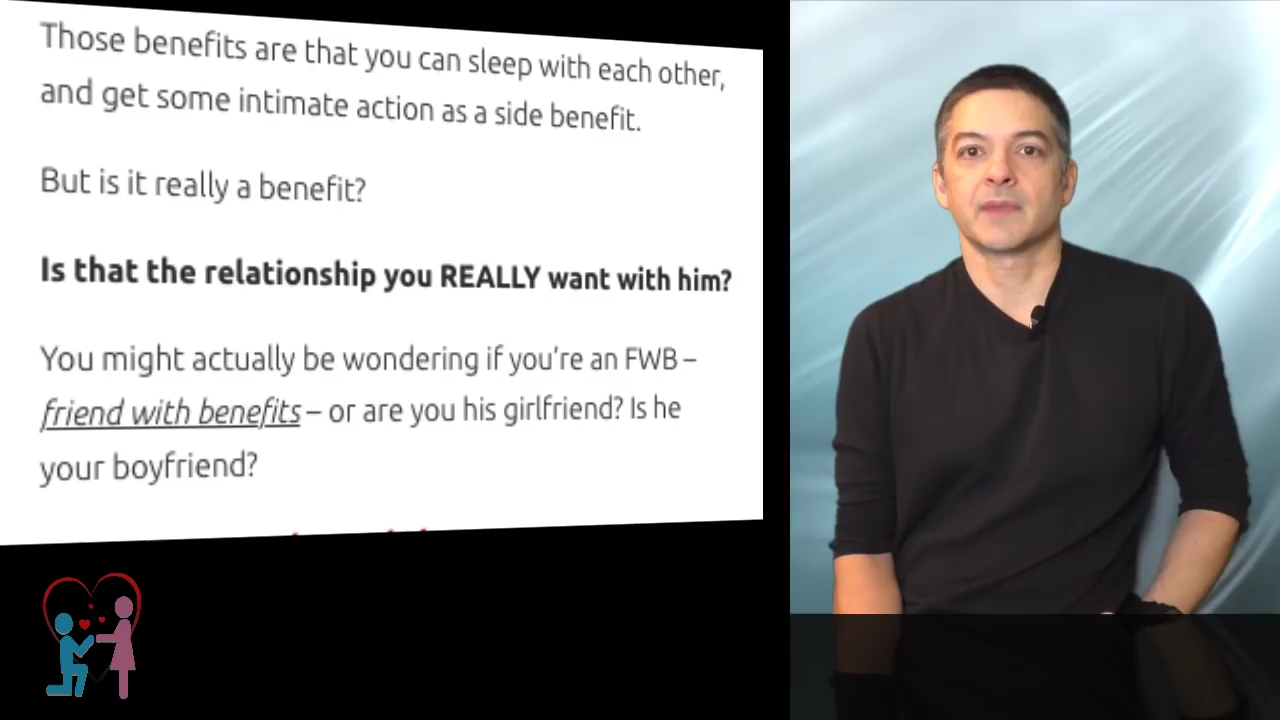 Those benefits are that you can sleep with each other,
and get some intimate action as a side benefit.
But is it really a benefit?
Is that the relationship you REALLY want with him?
You might actually be wondering if you're an FWB –
friend with benefits – or are you his girlfriend? Is he
your boyfriend?